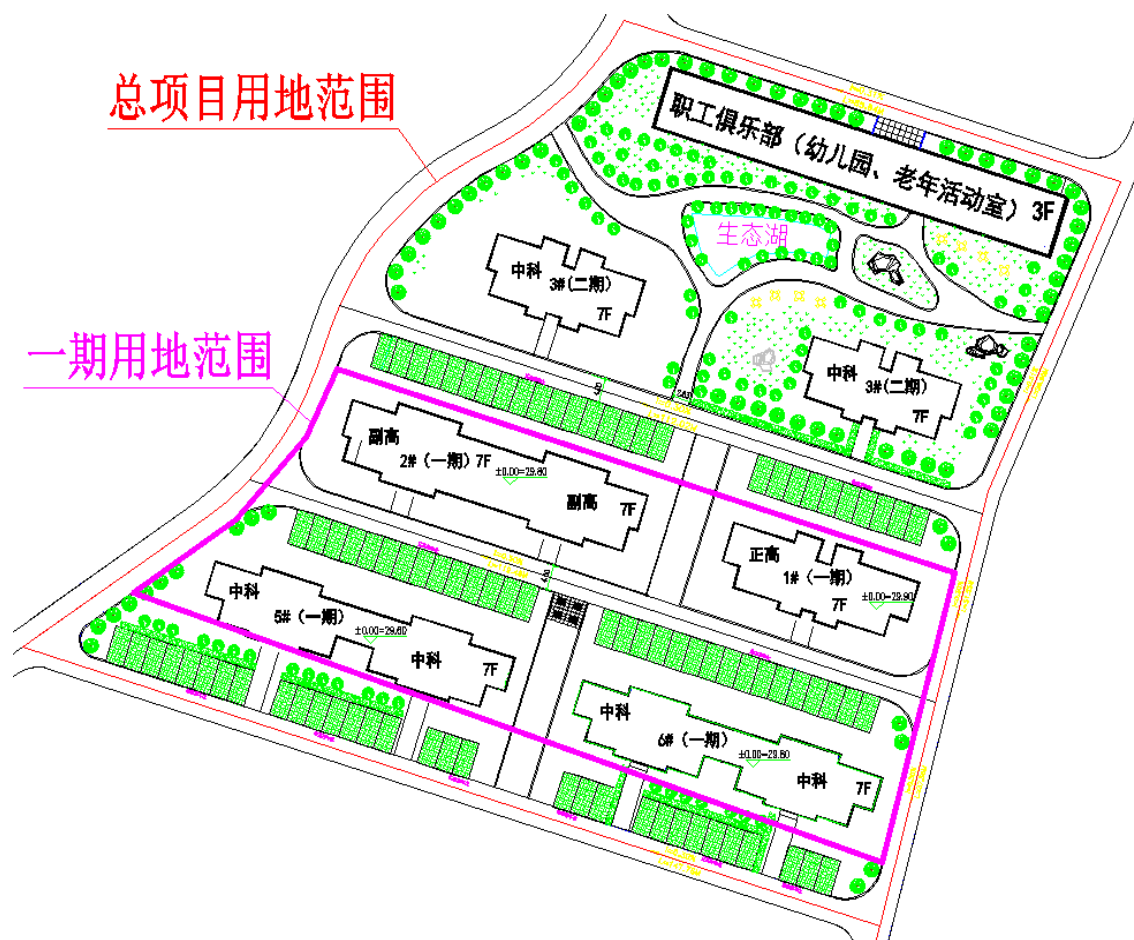 总项目用地范围
职工俱乐部（幼儿园、老年活动室）3F
生态湖
中科
3#(二期)
7F
一期用地范围
中科
3#(二期)
7F
副高
2#（一期）7F
±0.00=29.80
副高
7F
正高
1#（一期）
7F
±0.00=29.90
中科
5#（一期）
±0.00=29.60
中科
7F
中科
6#（一期）
±0.00=29.60
中科
7F